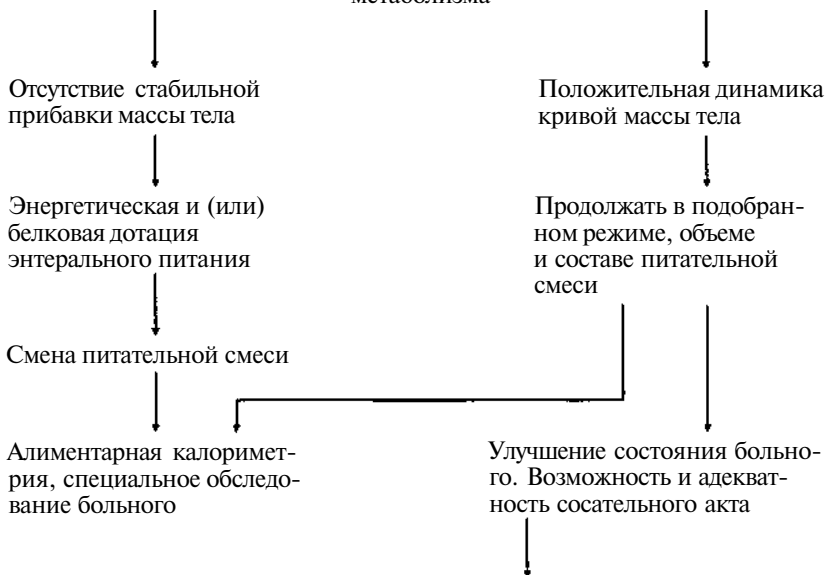 метаболизма
Отсутствие стабильной
прибавки массы тела
Положительная динамика
кривой массы тела
Энергетическая и (или)
белковая дотация
энтерального питания
Продолжать в подобран-
ном режиме, объеме
и составе питательной
смеси
Смена питательной смеси
Алиментарная калоримет-
рия, специальное обследо-
вание больного
Улучшение состояния больно-
го. Возможность и адекват-
ность сосательного акта